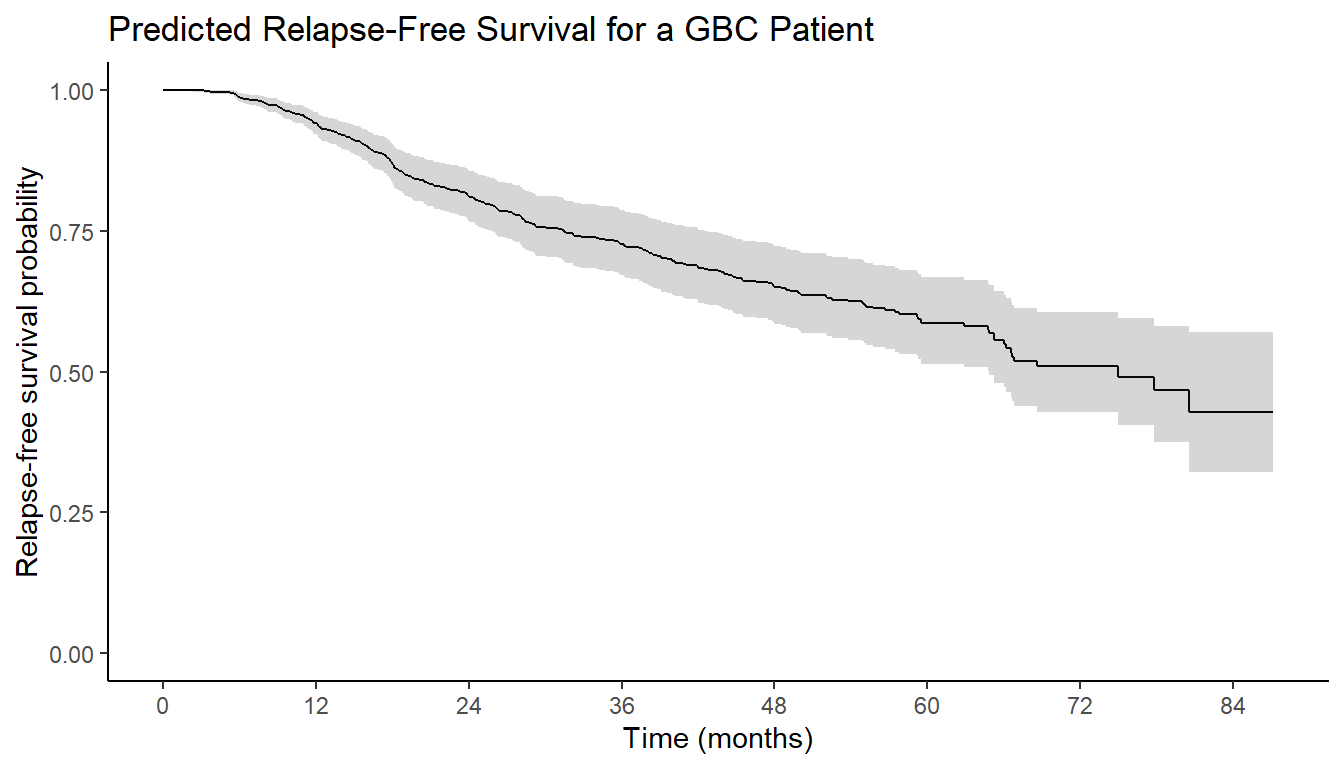 Predicted Relapse-Free Survival for a GBC Patient
Relapse-free survival probability
1.00
0.75
0.50
0.25
0.00
0 12 24 36 48 60 72 84
Time (months)